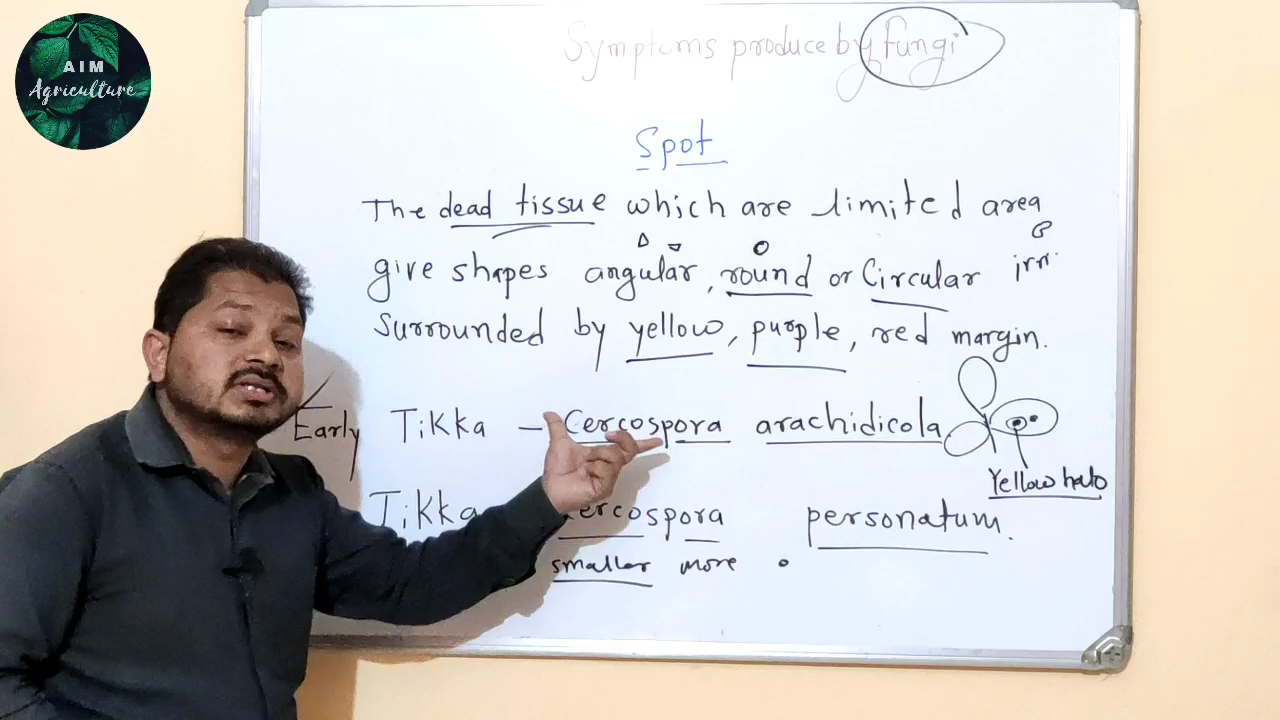 AIM
Agriculture
Symptoms produce by fungi
Spot
The dead tissue which are limited area
give shapes angular, round or Circular irr.
Surrounded by yellow, purple, red margin.
Early Tikka - Cercospora arachidicola
Yellow halo
Tikka Cercospora personatum.
smaller more